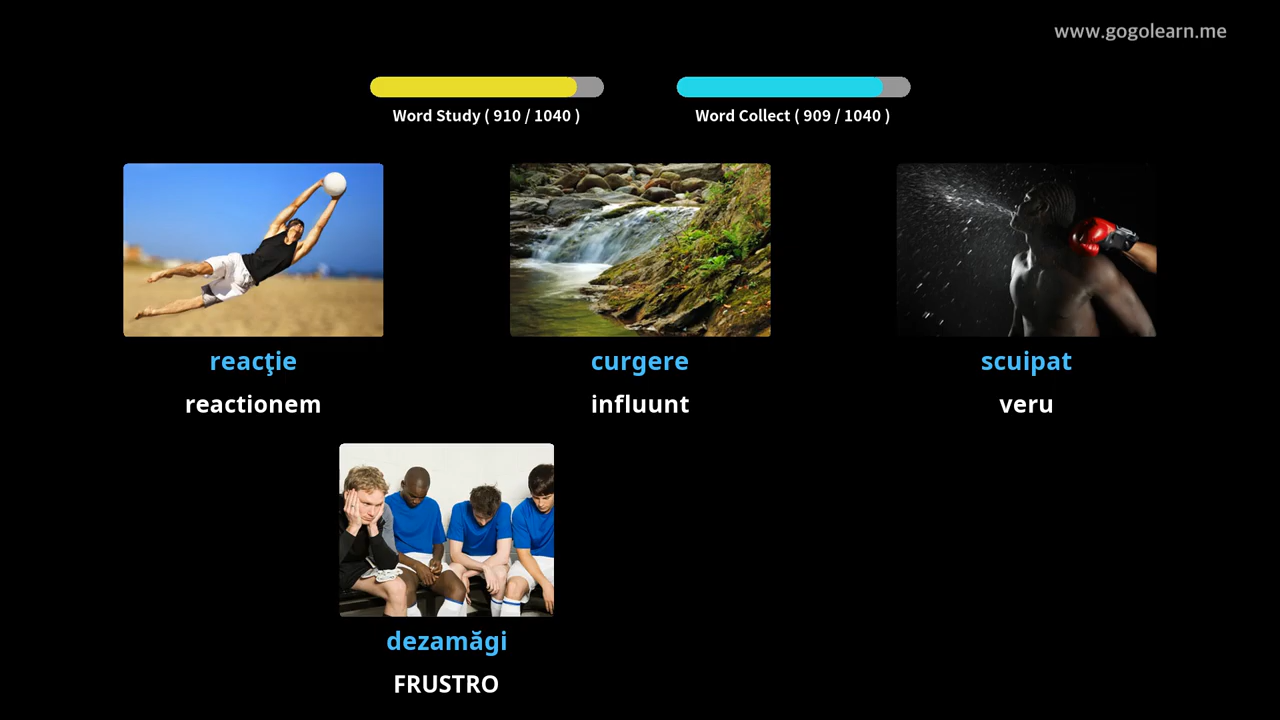 www.gogolearn.me
Word Study ( 910 / 1040 )
Word Collect ( 909 / 1040 )
reacţie
curgere
scuipat
reactionem
influunt
veru
dezamăgi
FRUSTRO